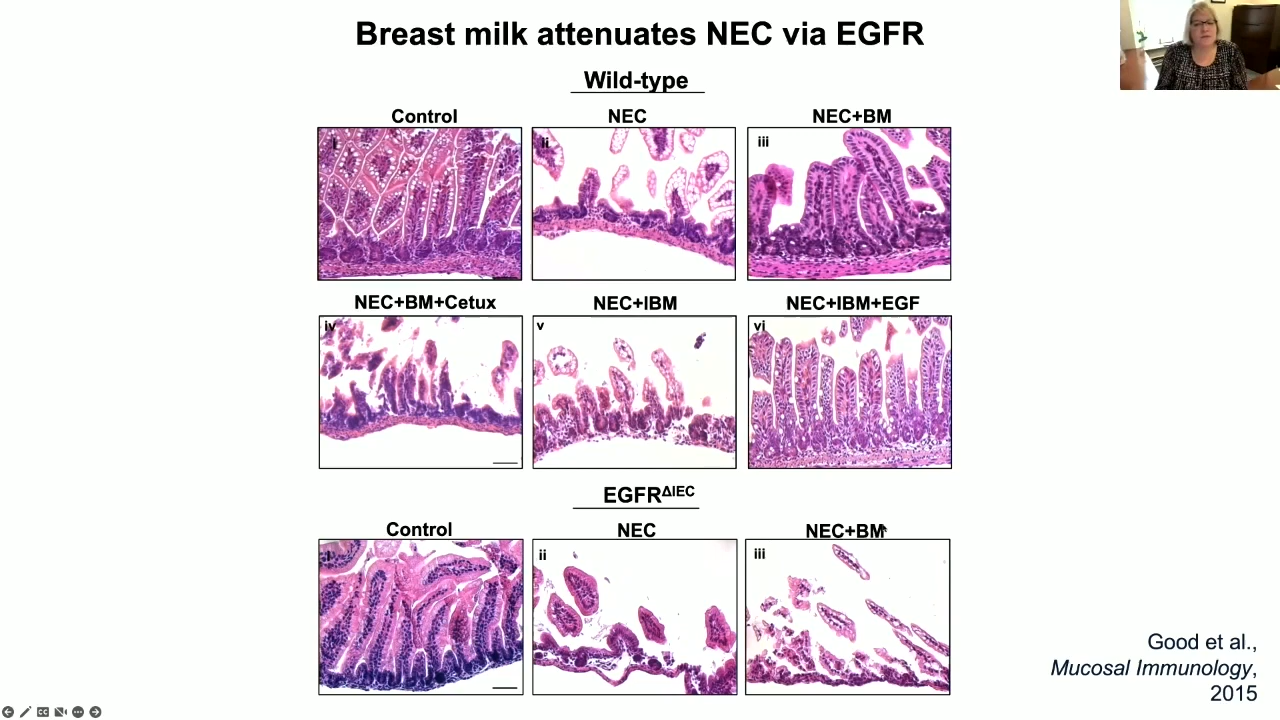 Breast milk attenuates NEC via EGFR
Wild-type
Control NEC NEC+BM
i ii iii
NEC+BM+Cetux NEC+IBM NEC+IBM+EGF
iv v vi
EGFRΔIEC
Control NEC NEC+BM
ii iii
Good et al.,
Mucosal Immunology,
2015